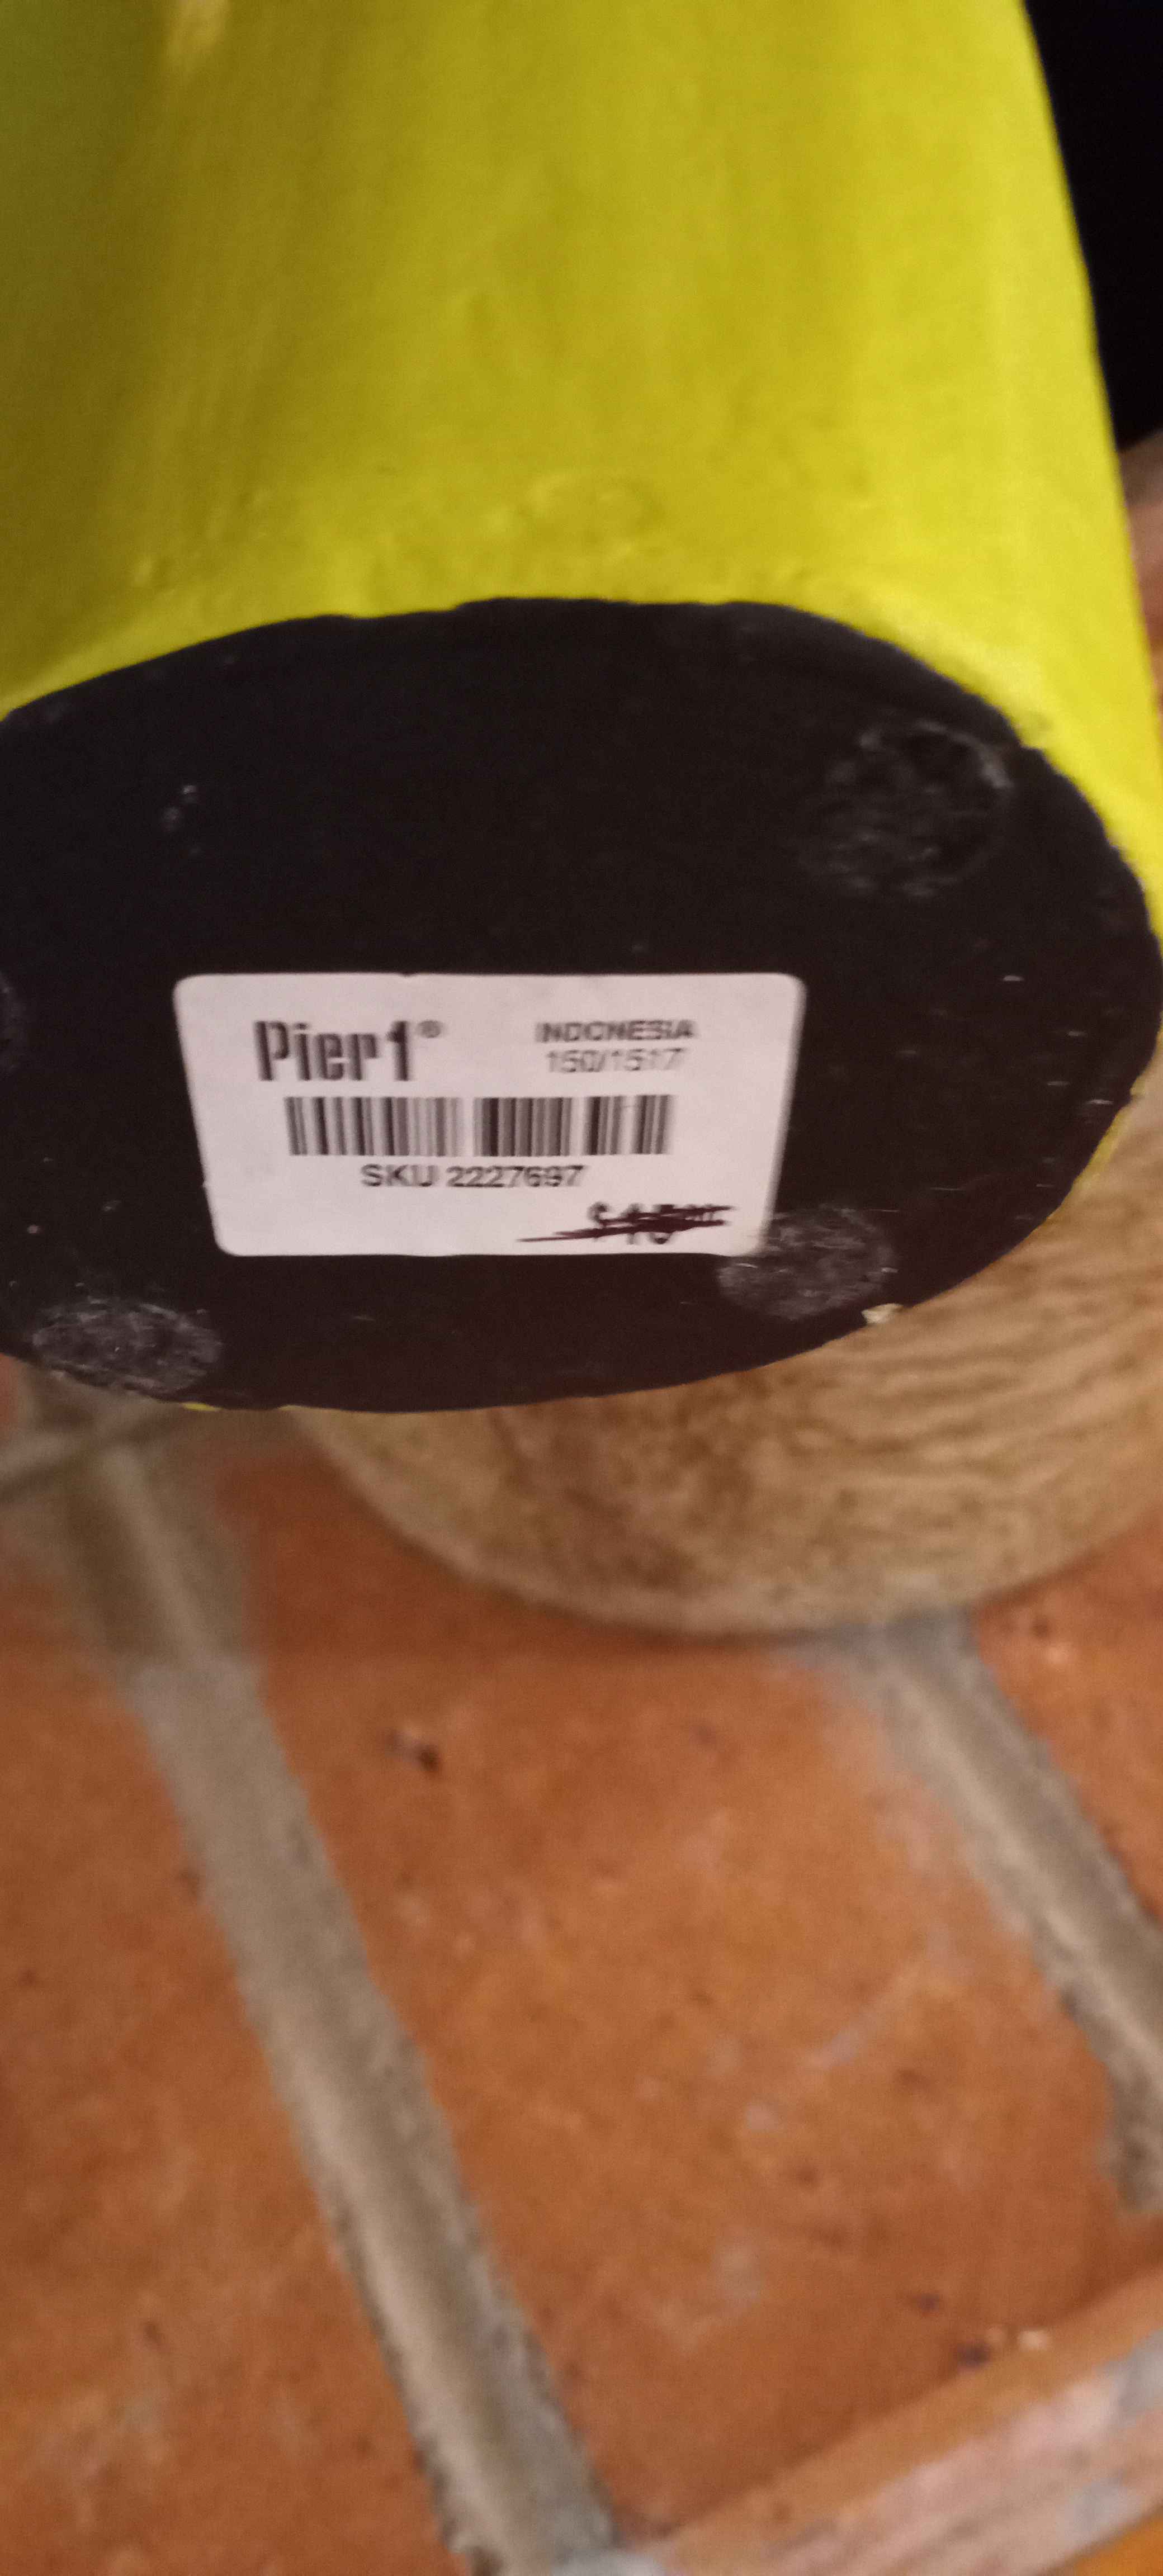 Pier1®
INDONESIA
150/1517
SKU 2227697